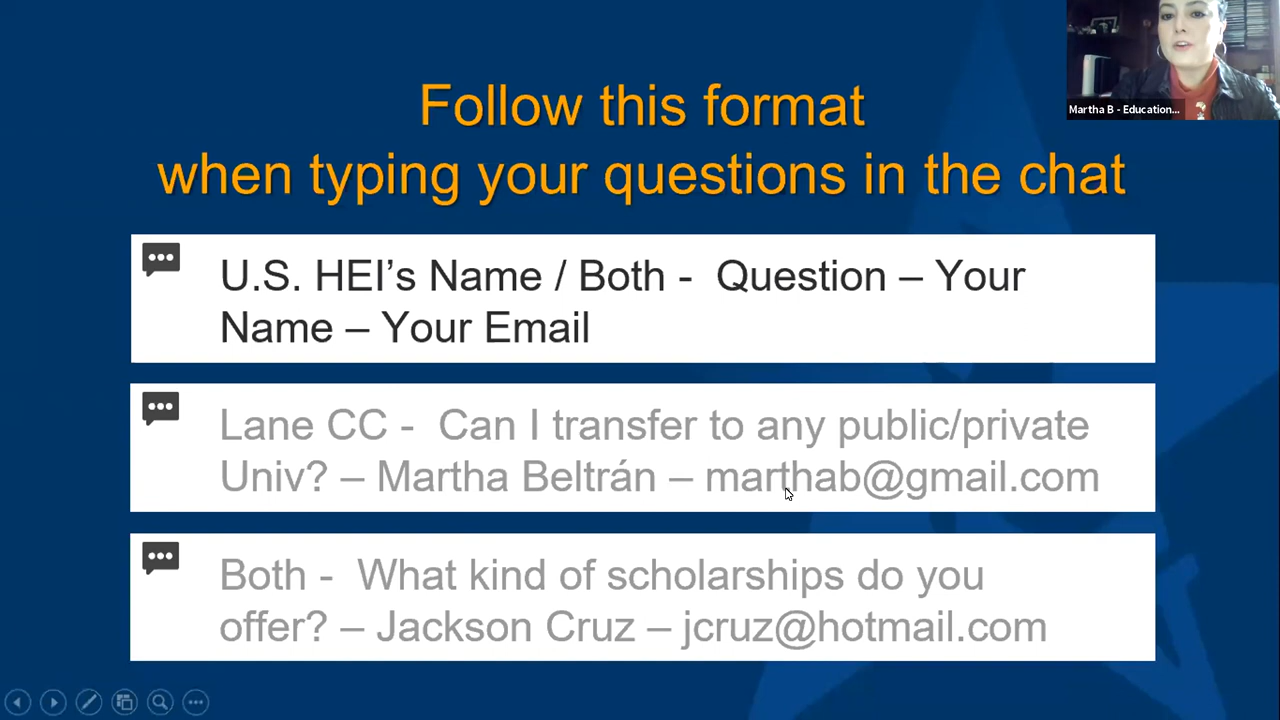 Follow this format
when typing your questions in the chat
Martha B - Education...
U.S. HEI’s Name / Both - Question – Your
Name – Your Email
Lane CC - Can I transfer to any public/private
Univ? – Martha Beltrán – marthab@gmail.com
Both - What kind of scholarships do you
offer? – Jackson Cruz – jcruz@hotmail.com